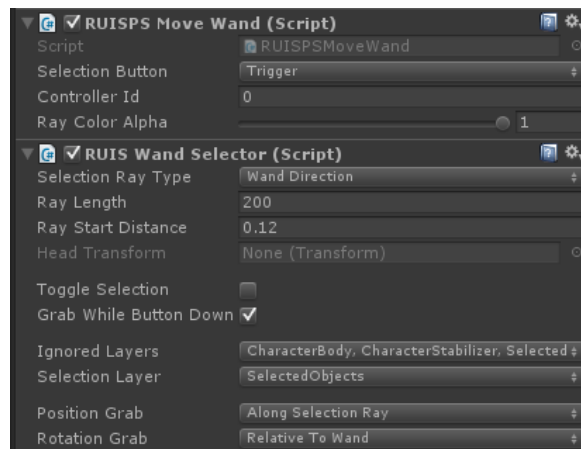 RUISPS Move Wand (Script)
Script RUISPSMoveWand
Selection Button Trigger
Controller Id 0
Ray Color Alpha 1
RUIS Wand Selector (Script)
Selection Ray Type Wand Direction
Ray Length 200
Ray Start Distance 0.12
Head Transform None (Transform)
Toggle Selection
Grab While Button Down
Ignored Layers CharacterBody, CharacterStabilizer, Selected
Selection Layer SelectedObjects
Position Grab Along Selection Ray
Rotation Grab Relative To Wand